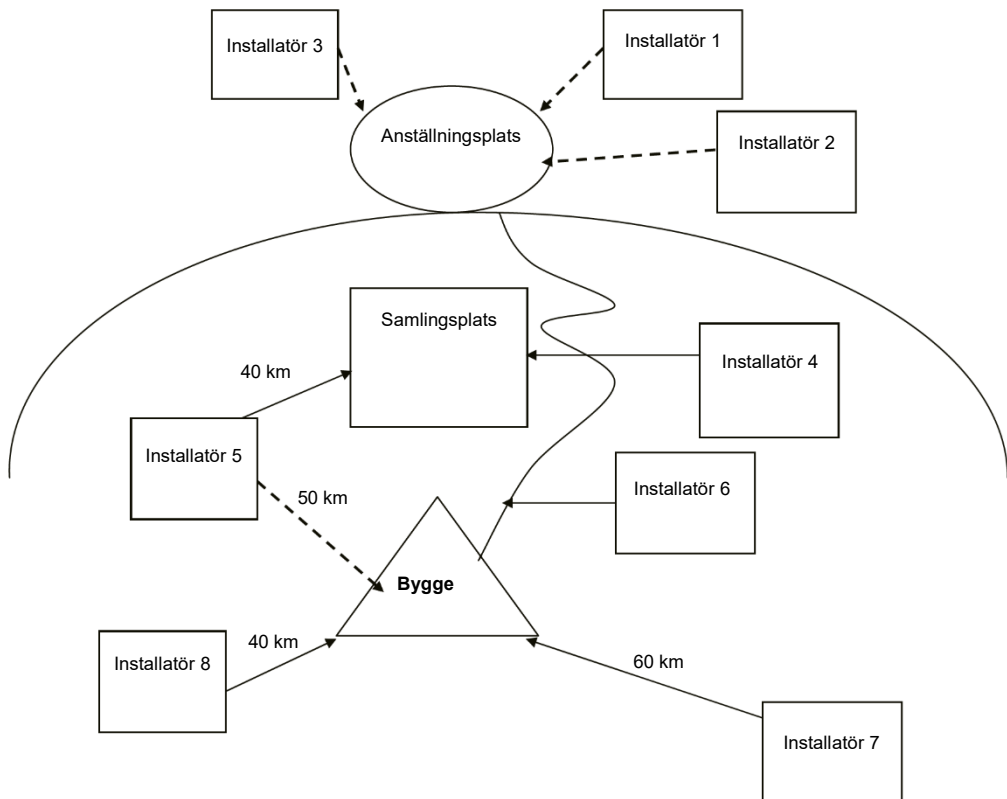 Installatör 3
Installatör 1
Anställningsplats
Installatör 2
Samlingsplats
Installatör 4
40 km
Installatör 5
Installatör 6
50 km
Bygge
40 km
Installatör 8
60 km
Installatör 7